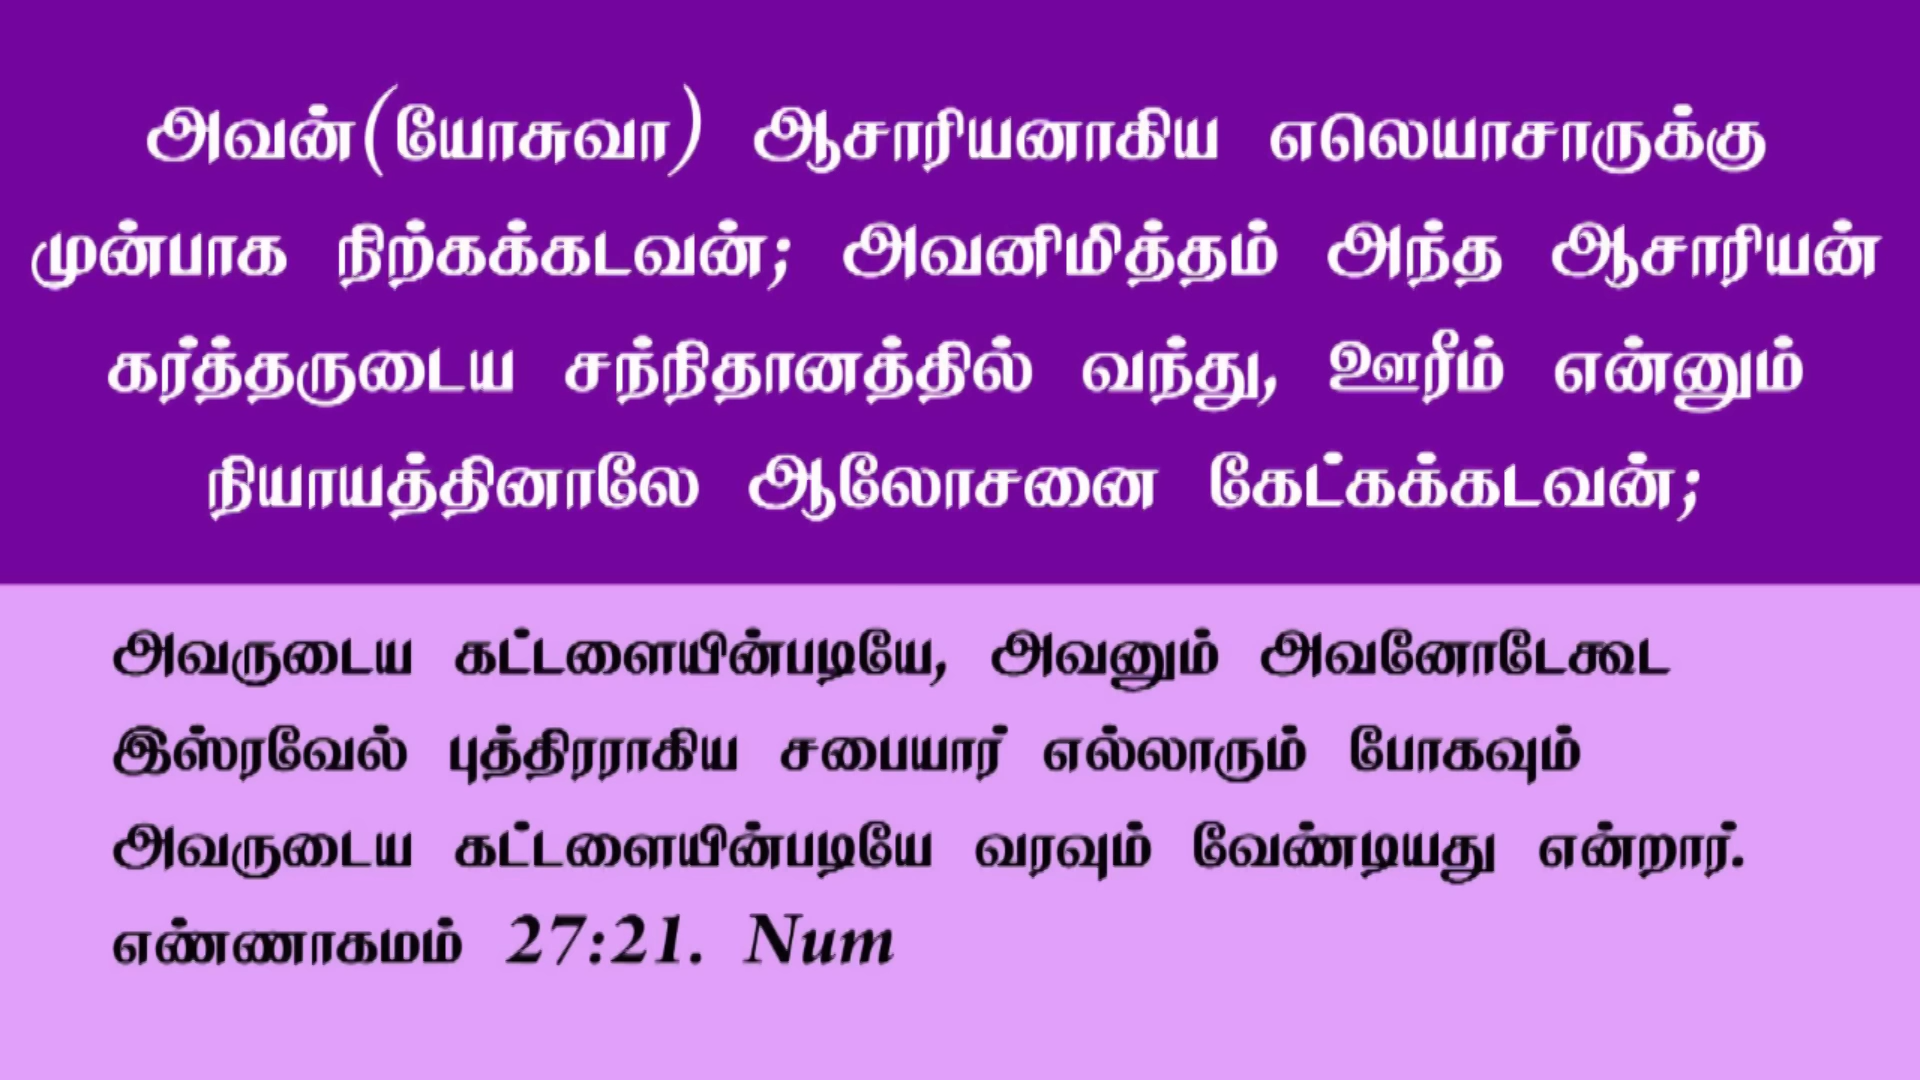 அவன்(யோசுவா) ஆசாரியனாகிய எலெயாசாருக்கு
முன்பாக நிற்கக்கடவன்; அவனிமித்தம் அந்த ஆசாரியன்
கர்த்தருடைய சந்நிதானத்தில் வந்து, ஊரீம் என்னும்
நியாயத்தினாலே ஆலோசனை கேட்கக்கடவன்;
அவருடைய கட்டளையின்படியே, அவனும் அவனோடேகூட
இஸ்ரவேல் புத்திரராகிய சபையார் எல்லாரும் போகவும்
அவருடைய கட்டளையின்படியே வரவும் வேண்டியது என்றார்.
எண்ணாகமம் 27:21. Num